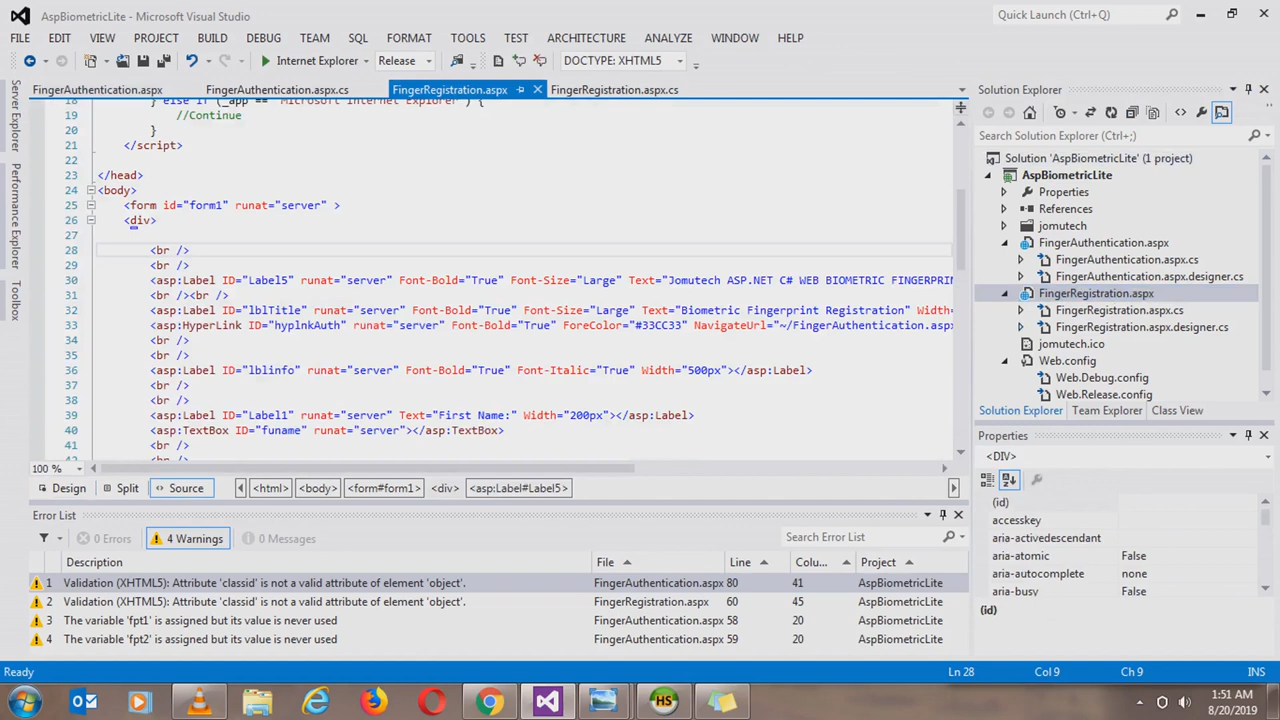 AspBiometricLite - Microsoft Visual Studio
Quick Launch (Ctrl+Q)
FILE EDIT VIEW PROJECT BUILD DEBUG TEAM SQL FORMAT TOOLS TEST ARCHITECTURE ANALYZE WINDOW HELP
Internet Explorer Release DOCTYPE: XHTML5
Server Explorer
Performance Explorer
Toolbox
FingerAuthentication.aspx FingerAuthentication.aspx.cs FingerRegistration.aspx FingerRegistration.aspx.cs
18 } else if (_app == 'Microsoft Internet Explorer') {
19 //Continue
20 }
21 </script>
22
23 </head>
24 <body>
25 <form id="form1" runat="server" >
26 <div>
27
28 <br />
29 <br />
30 <asp:Label ID="Label5" runat="server" Font-Bold="True" Font-Size="Large" Text="Jomutech ASP.NET C# WEB BIOMETRIC FINGERPRIN
31 <br /><br />
32 <asp:Label ID="lblTitle" runat="server" Font-Bold="True" Font-Size="Large" Text="Biometric Fingerprint Registration" Width=
33 <asp:HyperLink ID="hyplnkAuth" runat="server" Font-Bold="True" ForeColor="#33CC33" NavigateUrl="~/FingerAuthentication.asp
34 <br />
35 <br />
36 <asp:Label ID="lblinfo" runat="server" Font-Bold="True" Font-Italic="True" Width="500px"></asp:Label>
37 <br />
38 <br />
39 <asp:Label ID="Label1" runat="server" Text="First Name:" Width="200px"></asp:Label>
40 <asp:TextBox ID="funame" runat="server"></asp:TextBox>
41 <br />
42 <br />
100 %
Design Split Source <html> <body> <form#form1> <div> <asp:Label#Label5>
Error List
0 Errors 4 Warnings 0 Messages Search Error List
Description File Line Colu... Project
1 Validation (XHTML5): Attribute 'classid' is not a valid attribute of element 'object'. FingerAuthentication.aspx 80 41 AspBiometricLite
2 Validation (XHTML5): Attribute 'classid' is not a valid attribute of element 'object'. FingerRegistration.aspx 60 45 AspBiometricLite
3 The variable 'fpt1' is assigned but its value is never used FingerAuthentication.aspx 58 20 AspBiometricLite
4 The variable 'fpt2' is assigned but its value is never used FingerAuthentication.aspx 59 20 AspBiometricLite
Solution Explorer
Search Solution Explorer (Ctrl+;)
Solution 'AspBiometricLite' (1 project)
AspBiometricLite
Properties
References
jomutech
FingerAuthentication.aspx
FingerAuthentication.aspx.cs
FingerAuthentication.aspx.designer.cs
FingerRegistration.aspx
FingerRegistration.aspx.cs
FingerRegistration.aspx.designer.cs
jomutech.ico
Web.config
Web.Debug.config
Web.Release.config
Solution Explorer Team Explorer Class View
Properties
<DIV>
(id)
accesskey
aria-activedescendant
aria-atomic False
aria-autocomplete none
aria-busy False
(id)
Ready Ln 28 Col 9 Ch 9 INS
HS
1:51 AM
8/20/2019